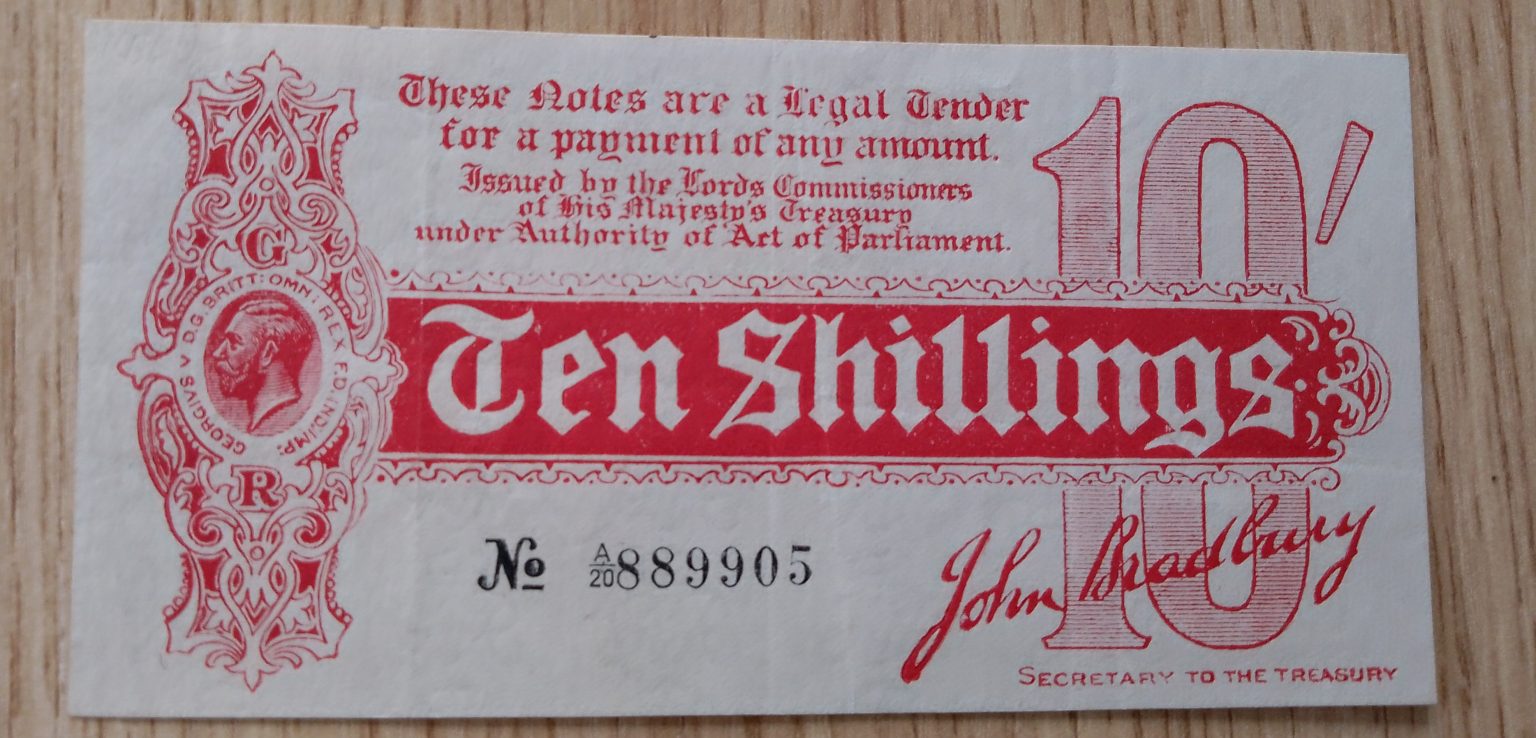 These Notes are a Legal Tender
for a payment of any amount.
Issued by the Lords Commissioners
of His Majesty's Treasury
under Authority of Act of Parliament.
10/
G
GEORGIVS V D.G. BRITT: OMN: REX F.D. IND. IMP:
R
Ten Shillings
Nº A/20 889905
John Bradbury
SECRETARY TO THE TREASURY